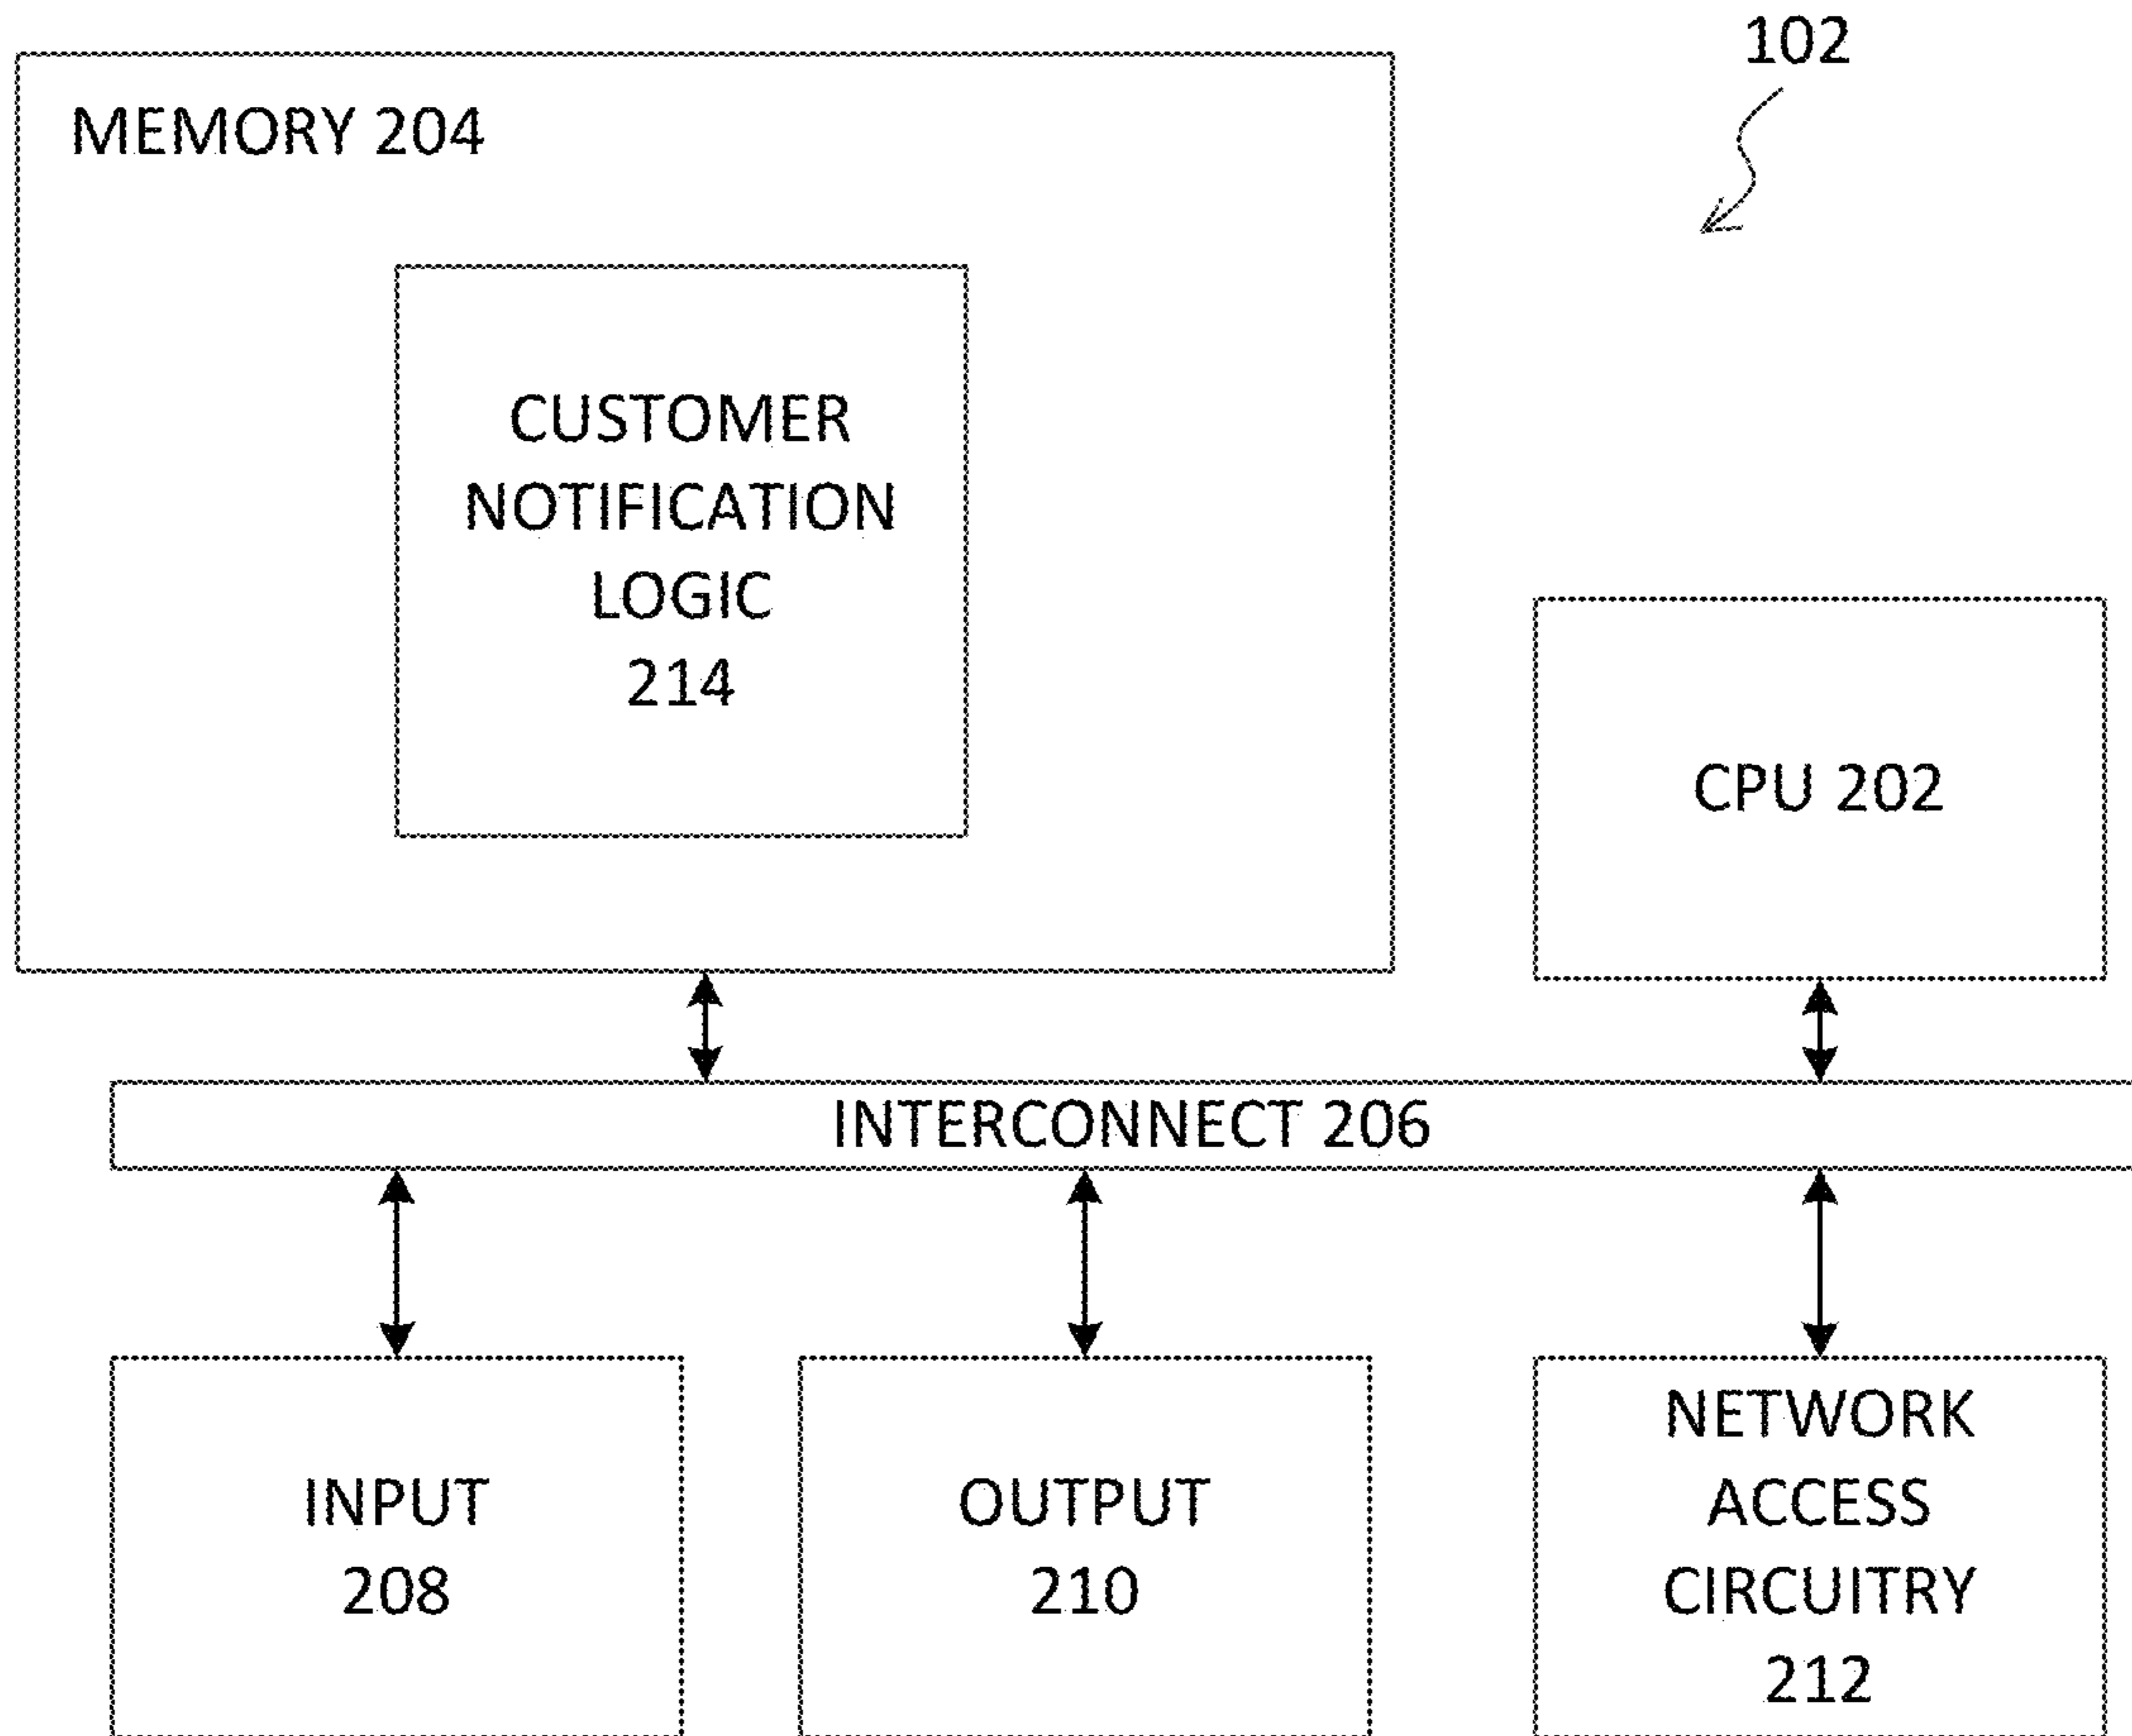 102
MEMORY 204
CUSTOMER
NOTIFICATION
LOGIC
214
CPU 202
INTERCONNECT 206
INPUT
208
OUTPUT
210
NETWORK
ACCESS
CIRCUITRY
212